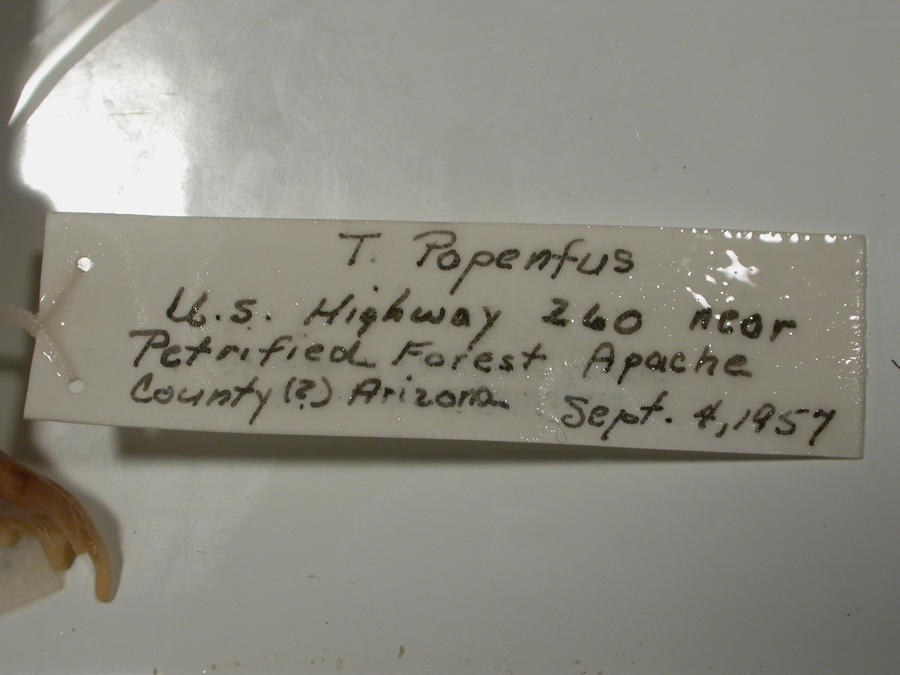 T. Popenfus
U.S. Highway 260 near
Petrified Forest Apache
County (?) Arizona Sept. 4, 1957